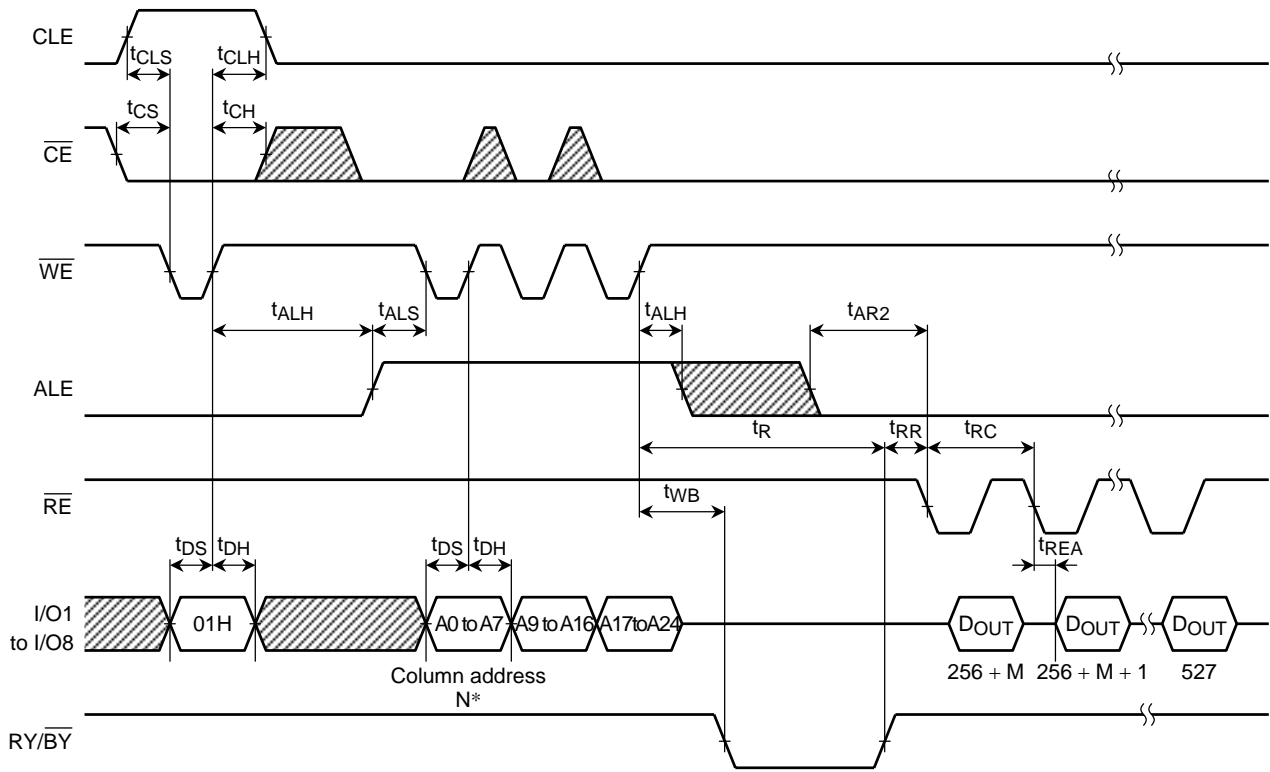 CLE
tCLS
tCLH
tCS
tCH
CE
WE
tALH
tALS
tALH
tAR2
ALE
tR
tRR
tRC
RE
tWB
tDS
tDH
tDS
tDH
tREA
I/O1
to I/O8
01H
A0 to A7
A9 to A16
A17 to A24
DOUT
DOUT
DOUT
256 + M
256 + M + 1
527
Column address
N*
RY/BY